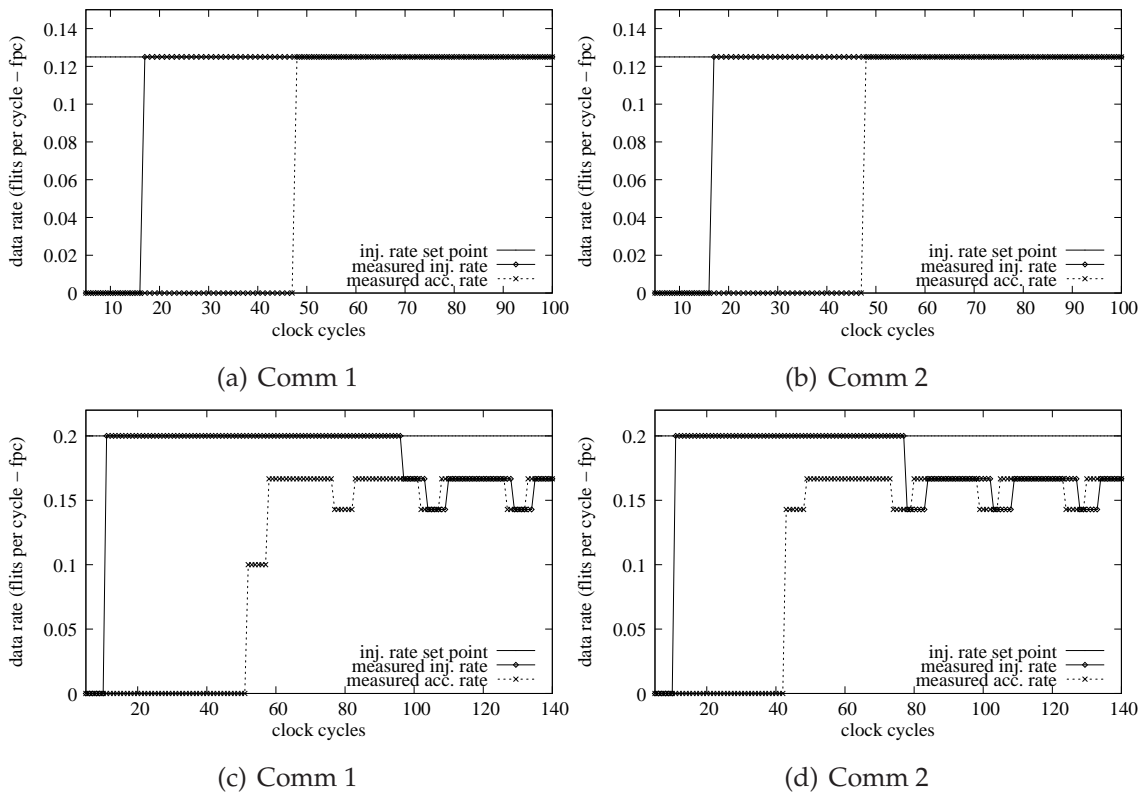 data rate (flits per cycle – fpc)
0.14
0.12
0.1
0.08
0.06
0.04
0.02
0
inj. rate set point
measured inj. rate
measured acc. rate
10 20 30 40 50 60 70 80 90 100
clock cycles
(a) Comm 1
data rate (flits per cycle – fpc)
0.14
0.12
0.1
0.08
0.06
0.04
0.02
0
inj. rate set point
measured inj. rate
measured acc. rate
10 20 30 40 50 60 70 80 90 100
clock cycles
(b) Comm 2
data rate (flits per cycle – fpc)
0.2
0.15
0.1
0.05
0
inj. rate set point
measured inj. rate
measured acc. rate
20 40 60 80 100 120 140
clock cycles
(c) Comm 1
data rate (flits per cycle – fpc)
0.2
0.15
0.1
0.05
0
inj. rate set point
measured inj. rate
measured acc. rate
20 40 60 80 100 120 140
clock cycles
(d) Comm 2